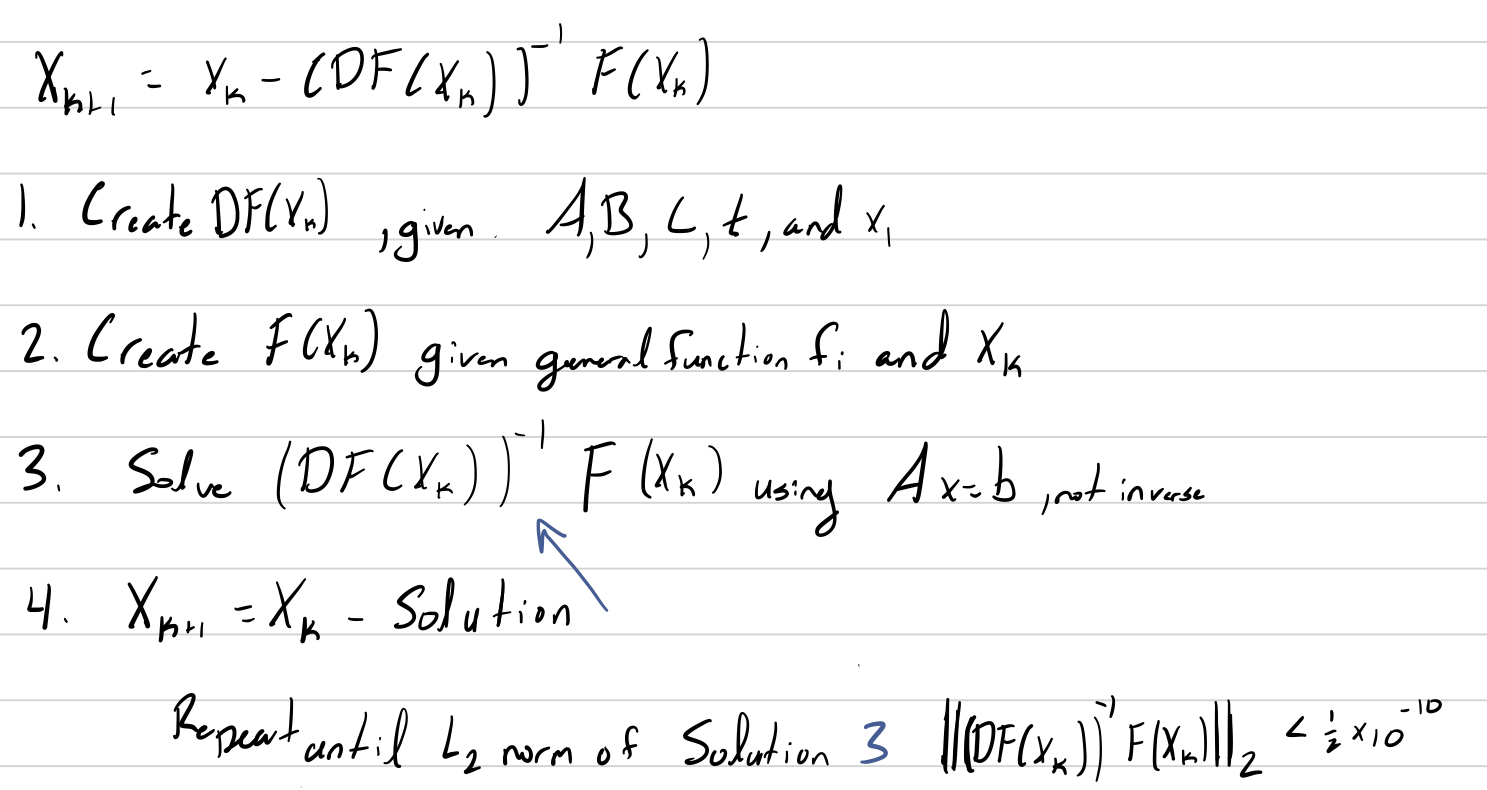 X_{k+1} = X_k - (DF(X_k))^{-1} F(X_k)
1. Create DF(X_k), given A, B, C, t, and x_1
2. Create F(X_k) given general function f_i and X_k
3. Solve (DF(X_k))^{-1} F(X_k) using Ax=b, not inverse
4. X_{k+1} = X_k - Solution
Repeat until L_2 norm of Solution 3 ||(DF(X_k))^{-1} F(X_k)||_2 < 1/2 × 10^{-10}